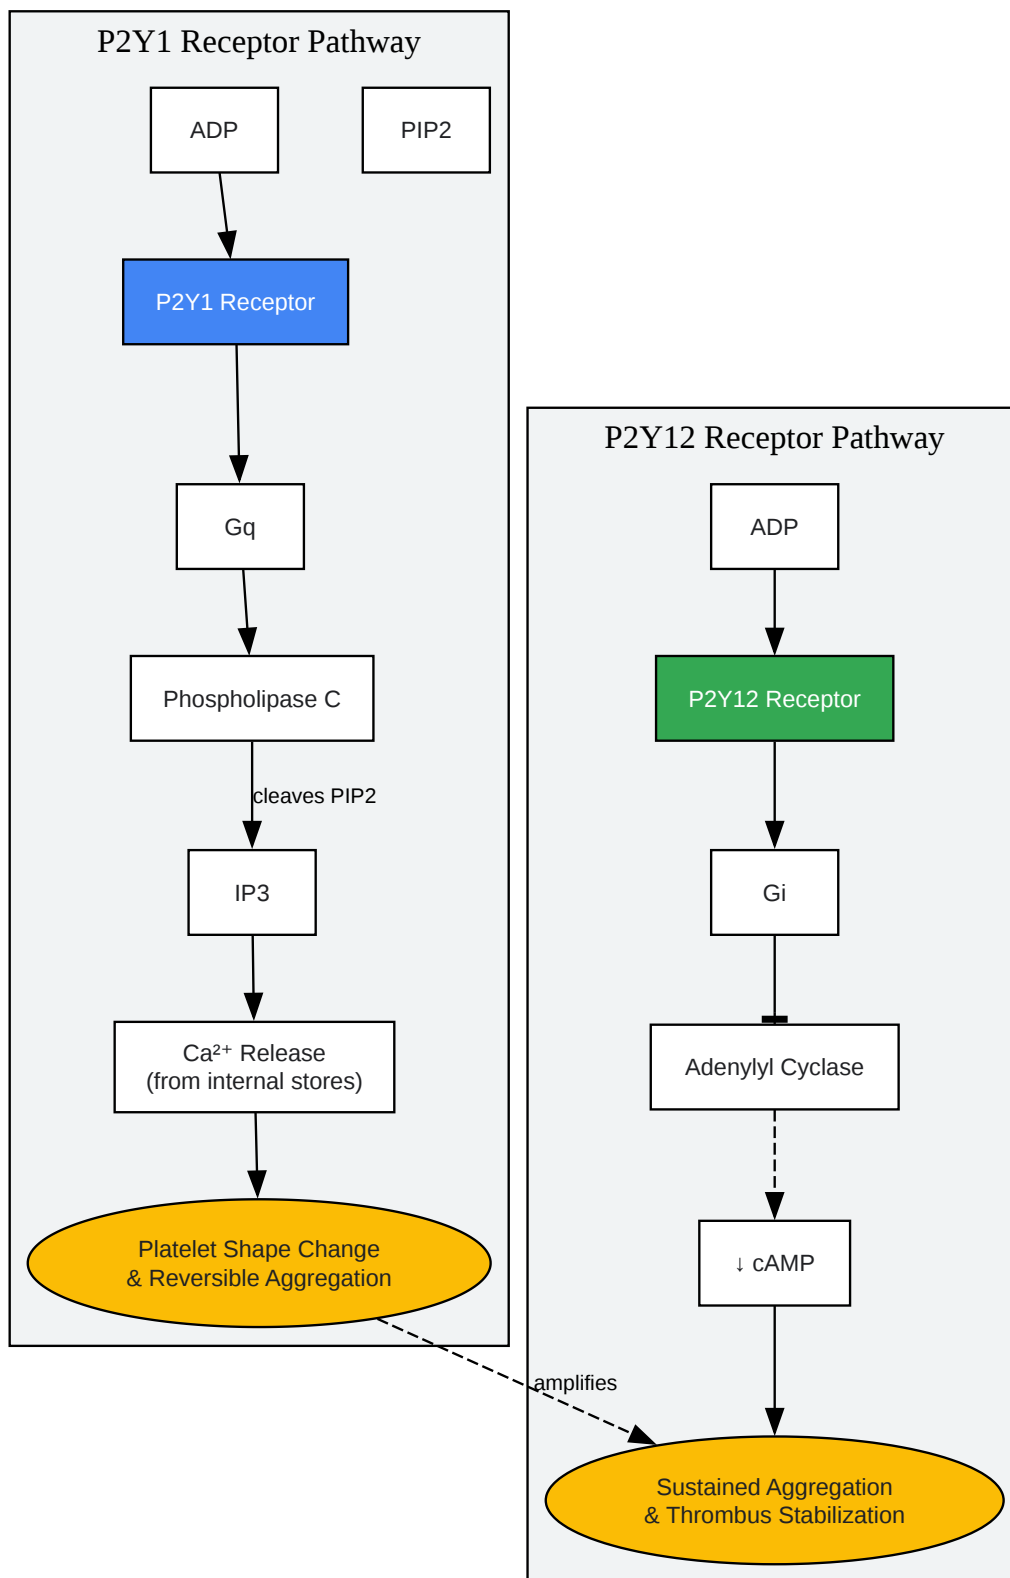 P2Y1 Receptor Pathway
ADP
PIP2
P2Y1 Receptor
Gq
Phospholipase C
cleaves PIP2
IP3
Ca²⁺ Release
(from internal stores)
Platelet Shape Change
& Reversible Aggregation
amplifies
P2Y12 Receptor Pathway
ADP
P2Y12 Receptor
Gi
Adenylyl Cyclase
↓ cAMP
Sustained Aggregation
& Thrombus Stabilization